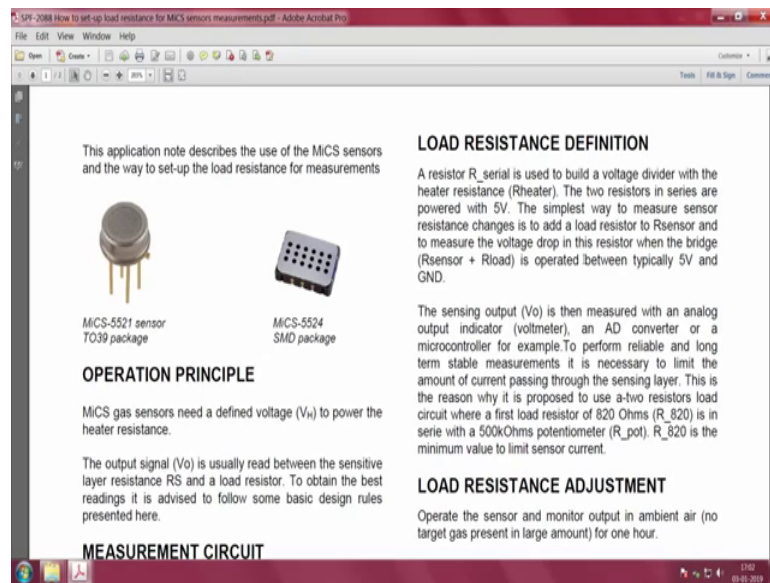 SPF-2088 How to set-up load resistance for MiCS sensors measurements.pdf - Adobe Acrobat Pro
File Edit View Window Help
Open Create Customize
1 / 2
Tools Fill & Sign Comment
This application note describes the use of the MiCS sensors
and the way to set-up the load resistance for measurements
MiCS-5521 sensor
TO39 package
MiCS-5524
SMD package
OPERATION PRINCIPLE
MiCS gas sensors need a defined voltage (VH) to power the
heater resistance.
The output signal (Vo) is usually read between the sensitive
layer resistance RS and a load resistor. To obtain the best
readings it is advised to follow some basic design rules
presented here.
MEASUREMENT CIRCUIT
LOAD RESISTANCE DEFINITION
A resistor R_serial is used to build a voltage divider with the
heater resistance (Rheater). The two resistors in series are
powered with 5V. The simplest way to measure sensor
resistance changes is to add a load resistor to Rsensor and
to measure the voltage drop in this resistor when the bridge
(Rsensor + Rload) is operated between typically 5V and
GND.
The sensing output (Vo) is then measured with an analog
output indicator (voltmeter), an AD converter or a
microcontroller for example.To perform reliable and long
term stable measurements it is necessary to limit the
amount of current passing through the sensing layer. This is
the reason why it is proposed to use a-two resistors load
circuit where a first load resistor of 820 Ohms (R_820) is in
serie with a 500kOhms potentiometer (R_pot). R_820 is the
minimum value to limit sensor current.
LOAD RESISTANCE ADJUSTMENT
Operate the sensor and monitor output in ambient air (no
target gas present in large amount) for one hour.
17:02
03-01-2019